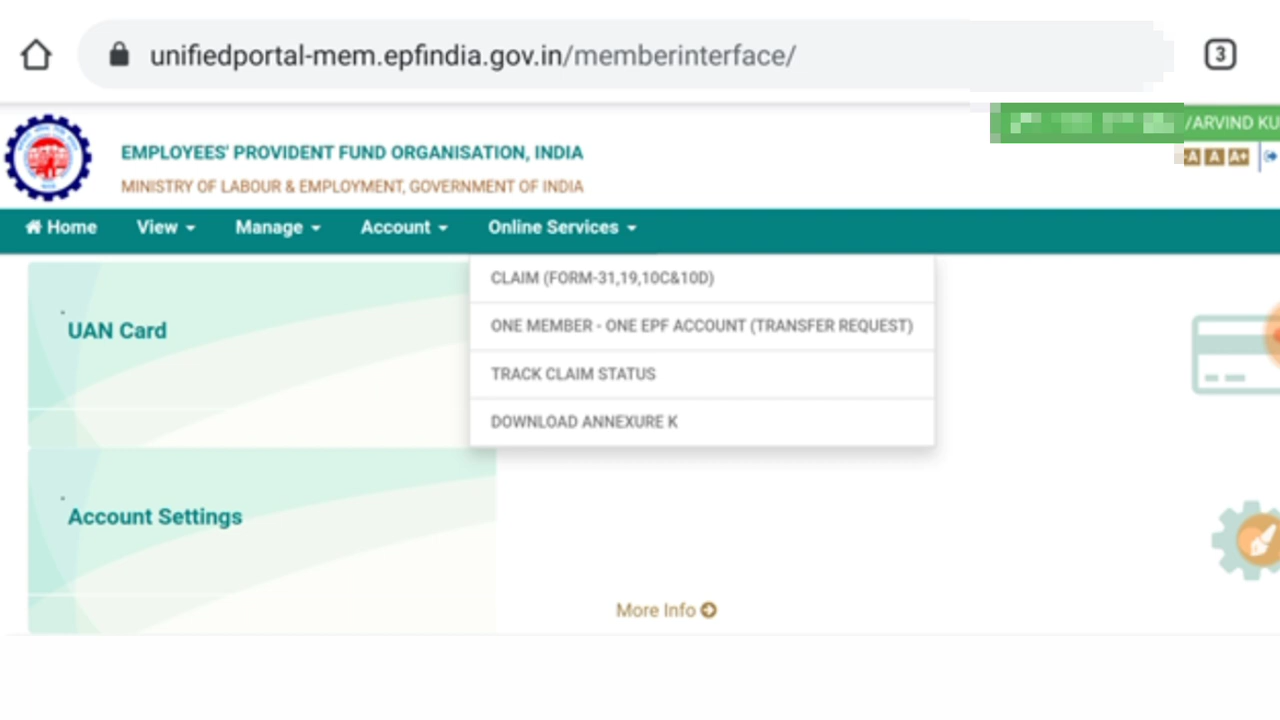 unifiedportal-mem.epfindia.gov.in/memberinterface/
3
/ARVIND KU
EMPLOYEES' PROVIDENT FUND ORGANISATION, INDIA
MINISTRY OF LABOUR & EMPLOYMENT, GOVERNMENT OF INDIA
-A A A+
Home View Manage Account Online Services
CLAIM (FORM-31,19,10C&10D)
ONE MEMBER - ONE EPF ACCOUNT (TRANSFER REQUEST)
TRACK CLAIM STATUS
DOWNLOAD ANNEXURE K
UAN Card
Account Settings
More Info